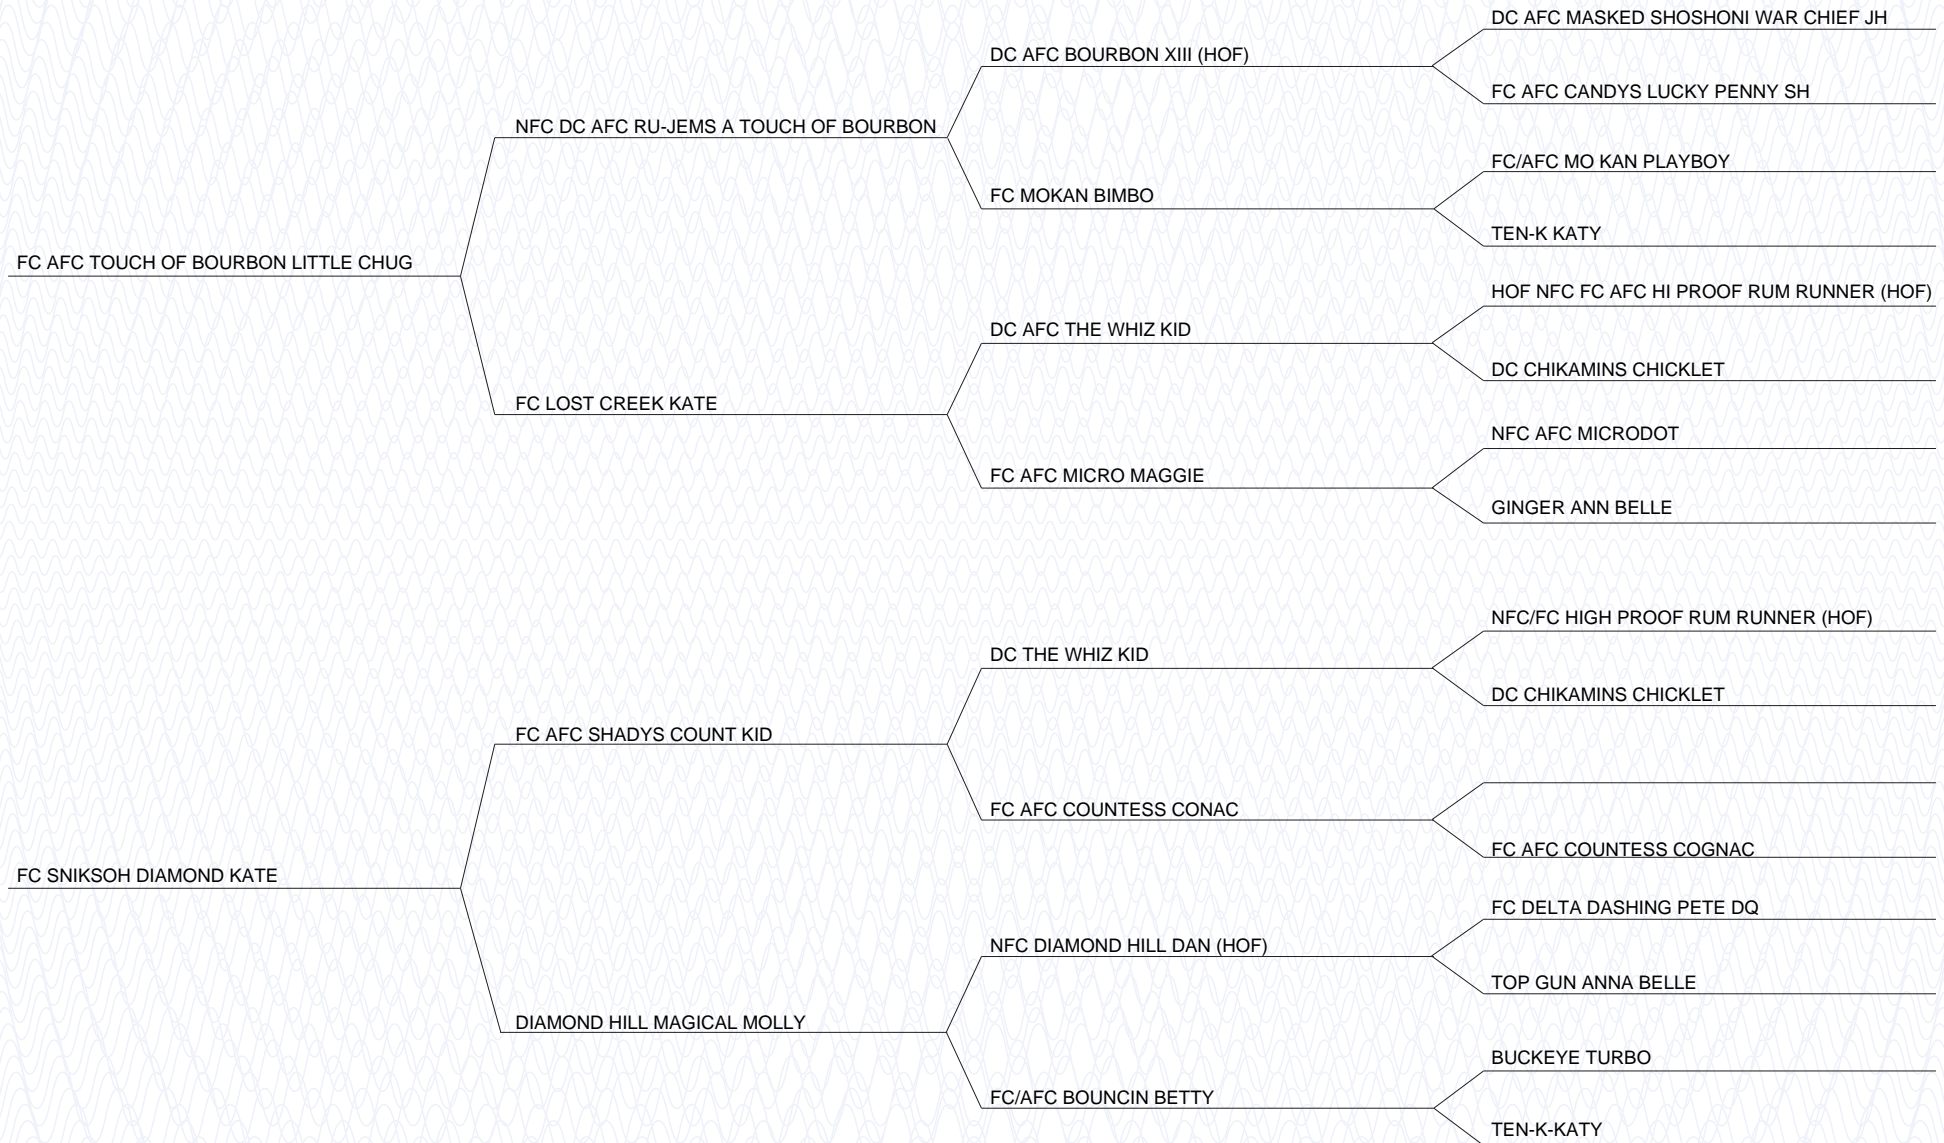 DC AFC MASKED SHOSHONI WAR CHIEF JH
DC AFC BOURBON XIII (HOF)
FC AFC CANDYS LUCKY PENNY SH
NFC DC AFC RU-JEMS A TOUCH OF BOURBON
FC/AFC MO KAN PLAYBOY
FC MOKAN BIMBO
TEN-K KATY
FC AFC TOUCH OF BOURBON LITTLE CHUG
HOF NFC FC AFC HI PROOF RUM RUNNER (HOF)
DC AFC THE WHIZ KID
DC CHIKAMINS CHICKLET
FC LOST CREEK KATE
NFC AFC MICRODOT
FC AFC MICRO MAGGIE
GINGER ANN BELLE
NFC/FC HIGH PROOF RUM RUNNER (HOF)
DC THE WHIZ KID
DC CHIKAMINS CHICKLET
FC AFC SHADYS COUNT KID
FC AFC COUNTESS CONAC
FC AFC COUNTESS COGNAC
FC SNIKSOH DIAMOND KATE
FC DELTA DASHING PETE DQ
NFC DIAMOND HILL DAN (HOF)
TOP GUN ANNA BELLE
DIAMOND HILL MAGICAL MOLLY
BUCKEYE TURBO
FC/AFC BOUNCIN BETTY
TEN-K-KATY